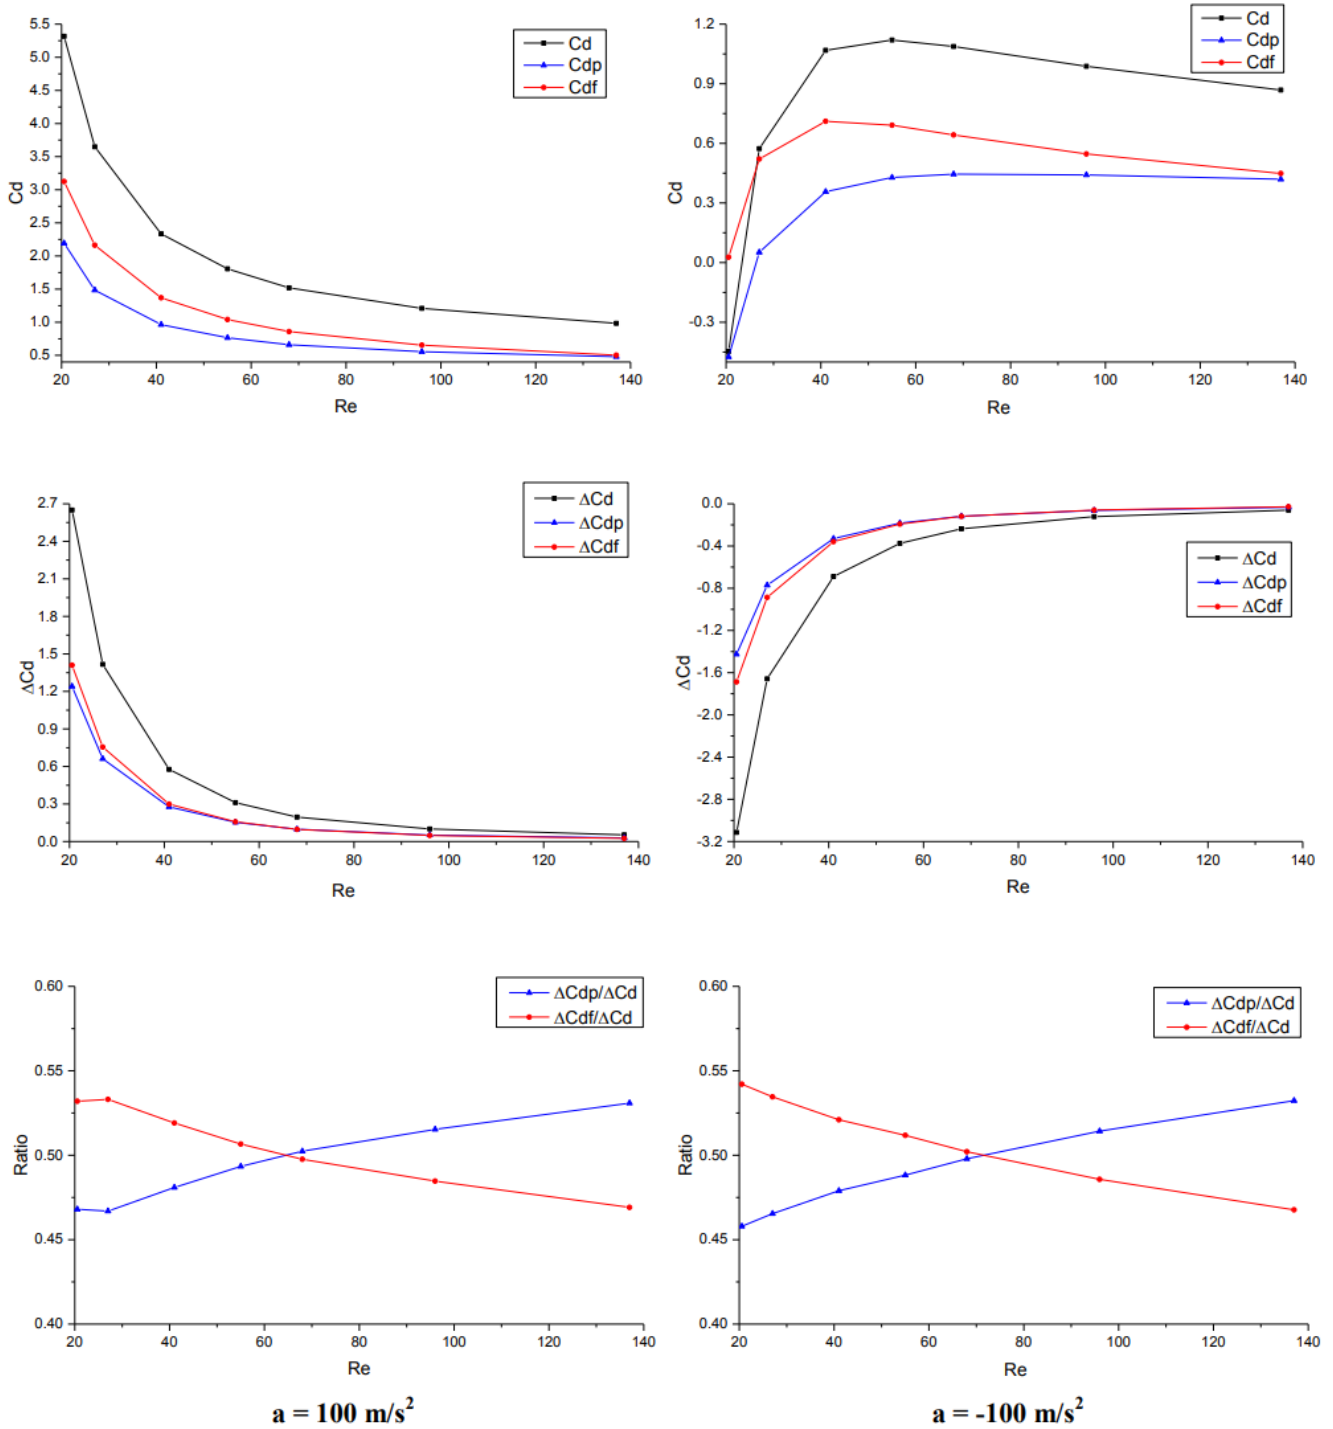 5.5
5.0
4.5
4.0
3.5
3.0
2.5
2.0
1.5
1.0
0.5
Cd
Cd
Cdp
Cdf
20 40 60 80 100 120 140
Re
1.2
0.9
0.6
0.3
0.0
-0.3
Cd
Cd
Cdp
Cdf
20 40 60 80 100 120 140
Re
2.7
2.4
2.1
1.8
1.5
1.2
0.9
0.6
0.3
0.0
ΔCd
ΔCd
ΔCdp
ΔCdf
20 40 60 80 100 120 140
Re
0.0
-0.4
-0.8
-1.2
-1.6
-2.0
-2.4
-2.8
-3.2
ΔCd
ΔCd
ΔCdp
ΔCdf
20 40 60 80 100 120 140
Re
0.60
0.55
0.50
0.45
0.40
Ratio
ΔCdp/ΔCd
ΔCdf/ΔCd
20 40 60 80 100 120 140
Re
0.60
0.55
0.50
0.45
0.40
Ratio
ΔCdp/ΔCd
ΔCdf/ΔCd
20 40 60 80 100 120 140
Re
a = 100 m/s²
a = -100 m/s²